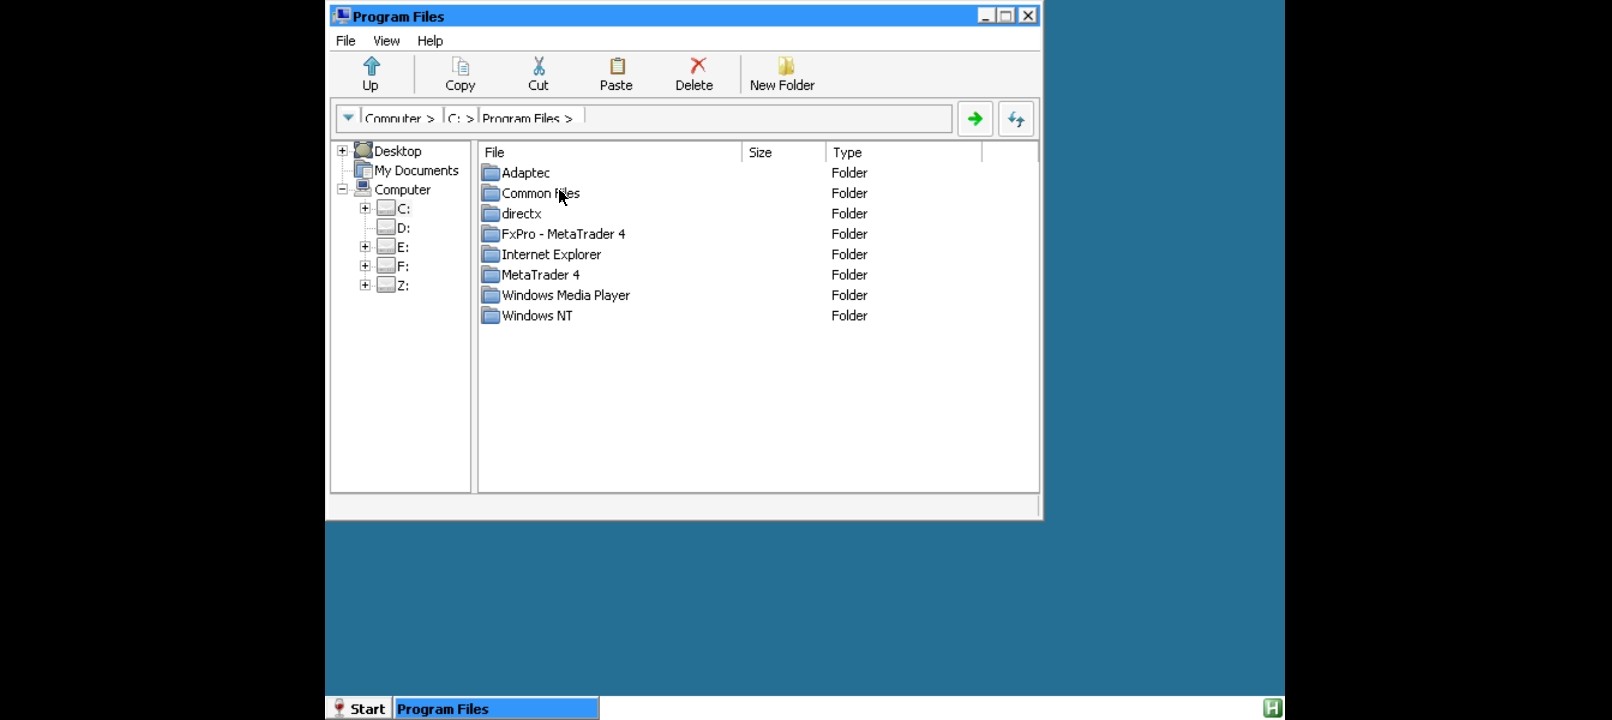 Program Files
File View Help
Up Copy Cut Paste Delete New Folder
Computer > C: > Program Files >
Desktop
My Documents
Computer
C:
D:
E:
F:
Z:
File Size Type
Adaptec Folder
Common Files Folder
directx Folder
FxPro - MetaTrader 4 Folder
Internet Explorer Folder
MetaTrader 4 Folder
Windows Media Player Folder
Windows NT Folder
Start Program Files H